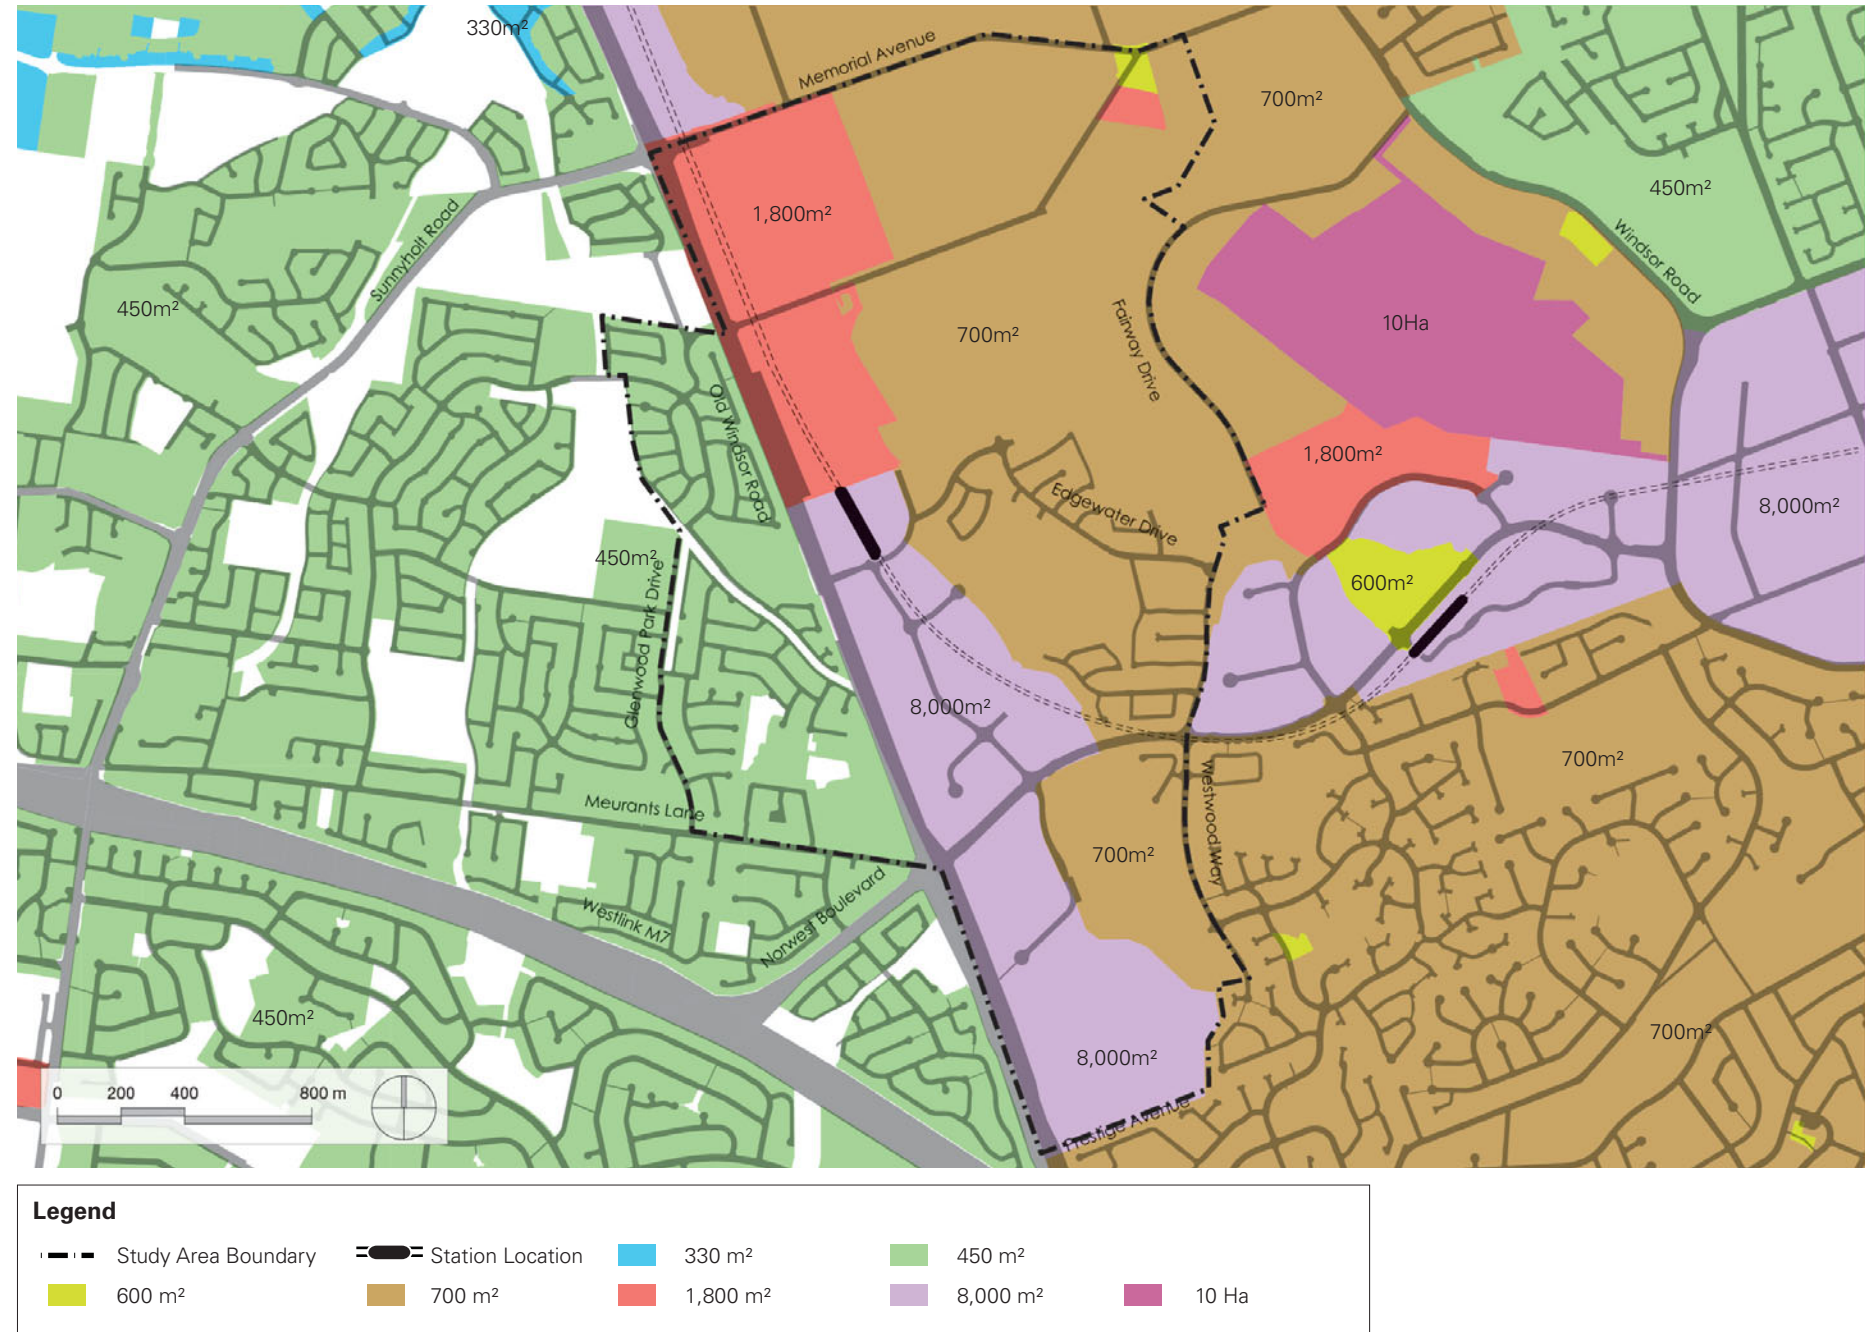 330m²
Memorial Avenue
700m²
450m²
1,800m²
Sunnyholt Road
Windsor Road
450m²
700m²
Fairway Drive
10Ha
Old Windsor Road
1,800m²
Edgewater Drive
8,000m²
450m²
600m²
Glenwood Park Drive
8,000m²
700m²
Westwood Way
Meurants Lane
700m²
Norwest Boulevard
Westlink M7
450m²
700m²
8,000m²
Prestige Avenue
0 200 400 800 m
Legend
Study Area Boundary Station Location 330 m² 450 m²
600 m² 700 m² 1,800 m² 8,000 m² 10 Ha